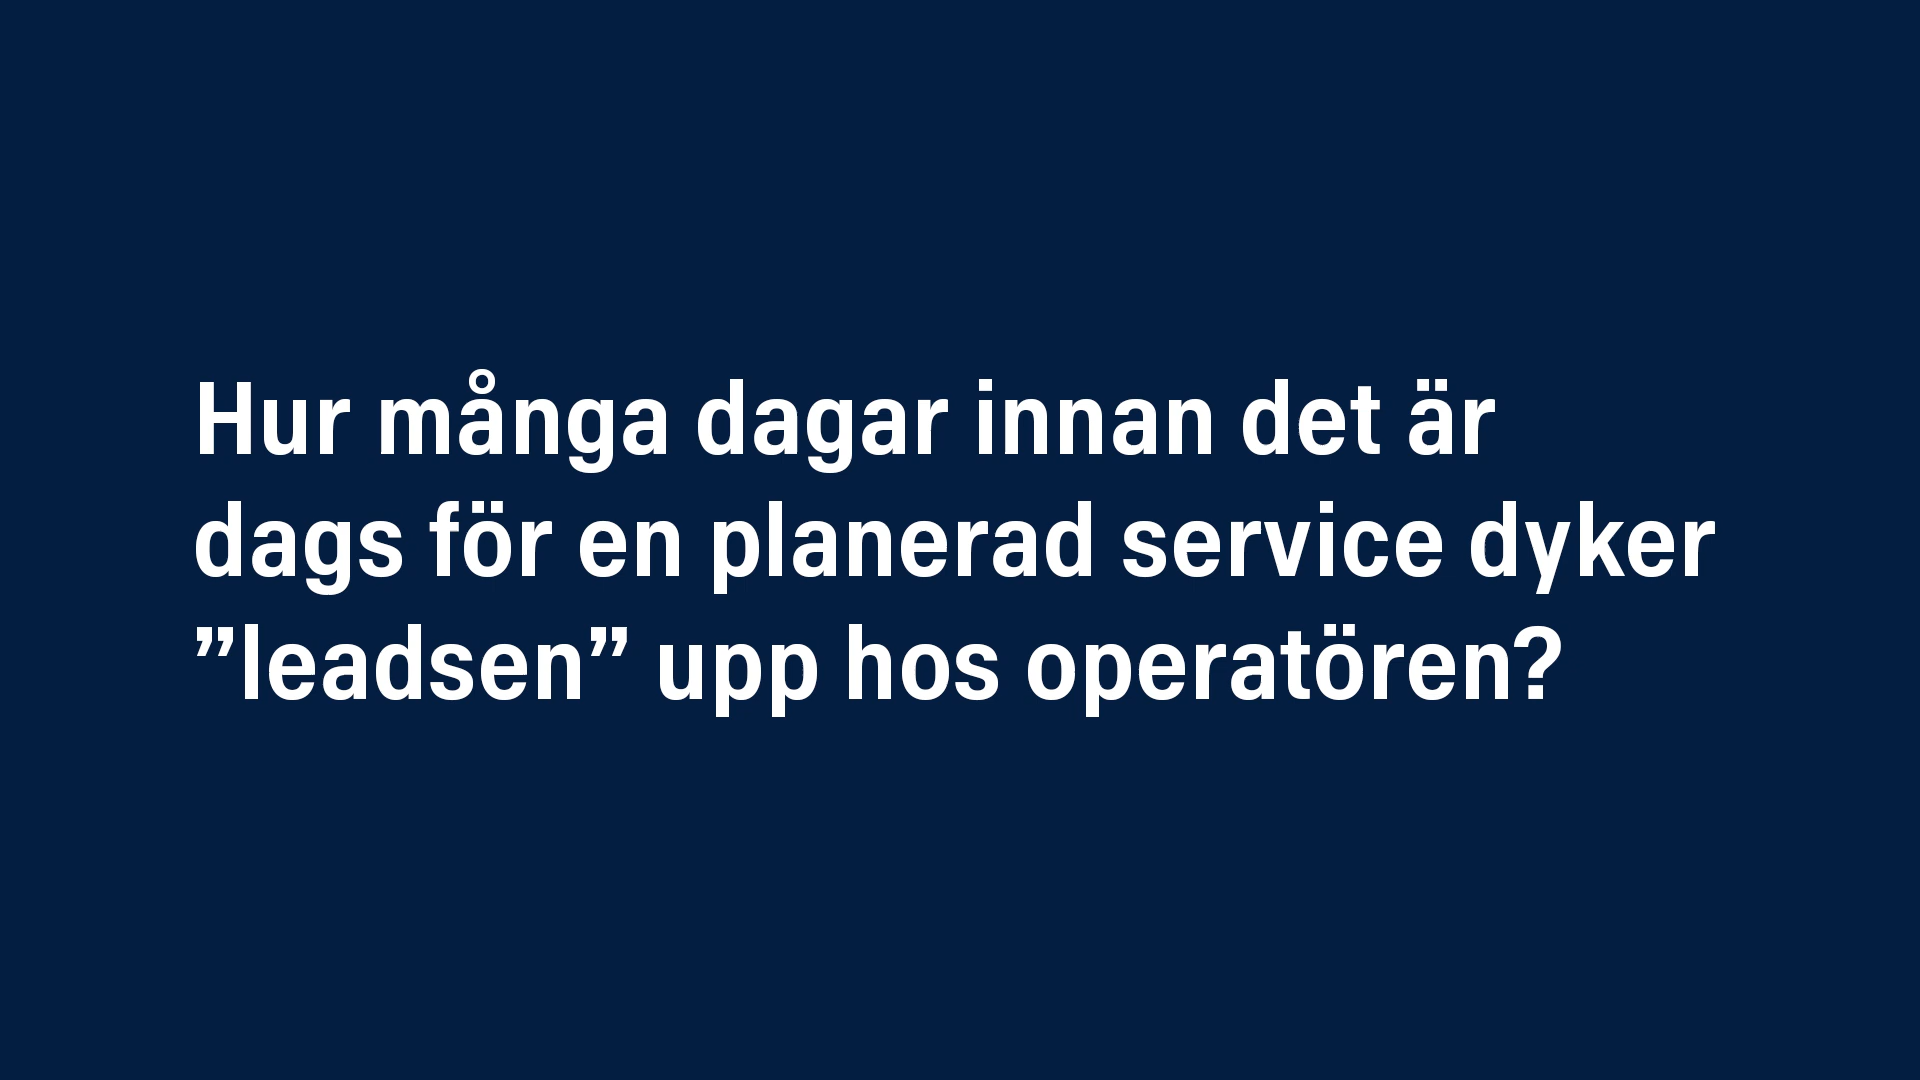 Hur många dagar innan det är
dags för en planerad service dyker
”leadsen” upp hos operatören?